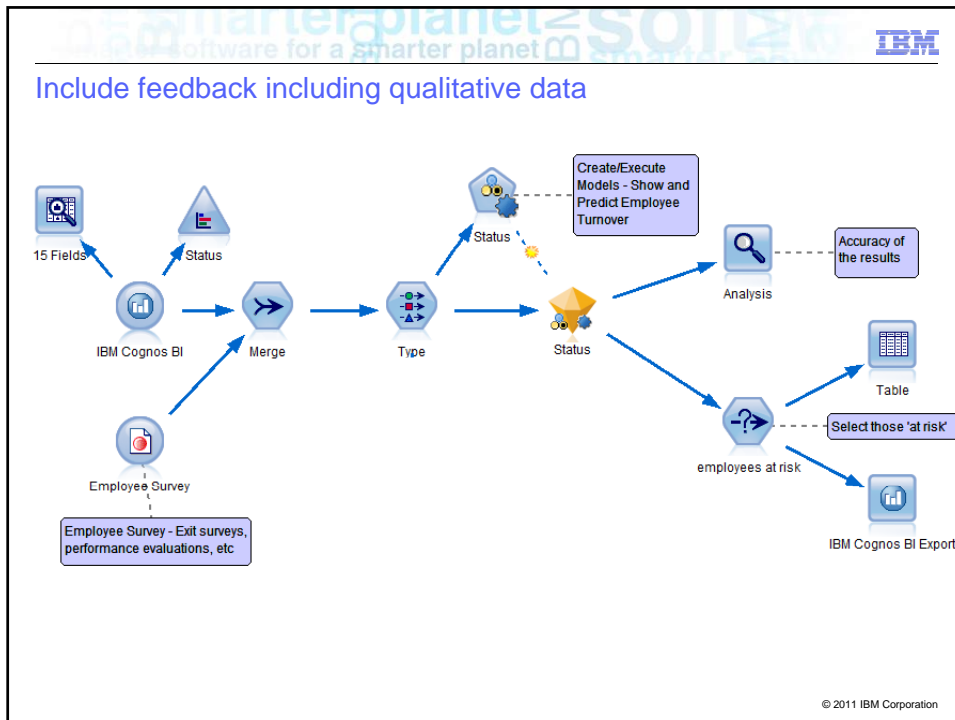 smarter planet
software for a smarter planet
IBM
Include feedback including qualitative data
Create/Execute
Models - Show and
Predict Employee
Turnover
15 Fields
Status
Status
Accuracy of
the results
Analysis
IBM Cognos BI
Merge
Type
Status
Table
Select those 'at risk'
employees at risk
Employee Survey
Employee Survey - Exit surveys,
performance evaluations, etc
IBM Cognos BI Export
© 2011 IBM Corporation